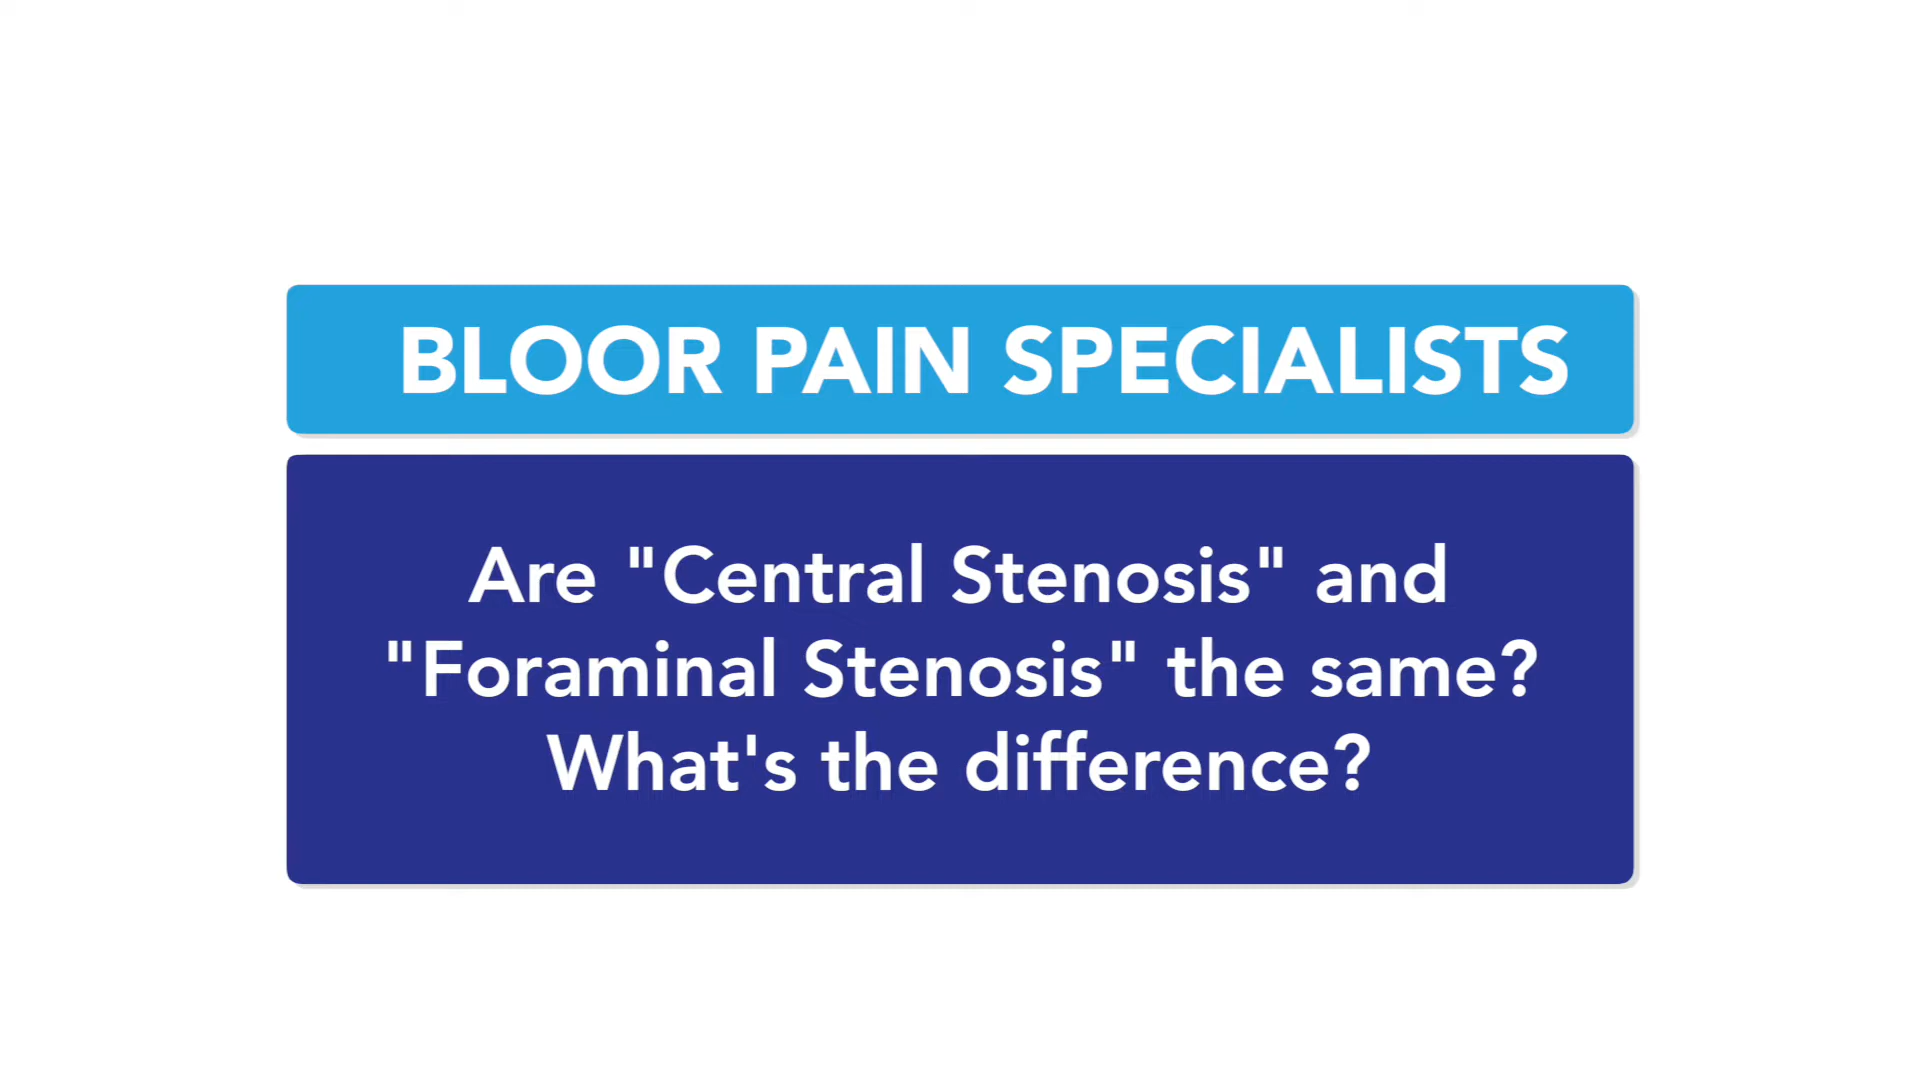 BLOOR PAIN SPECIALISTS
Are "Central Stenosis" and
"Foraminal Stenosis" the same?
What's the difference?